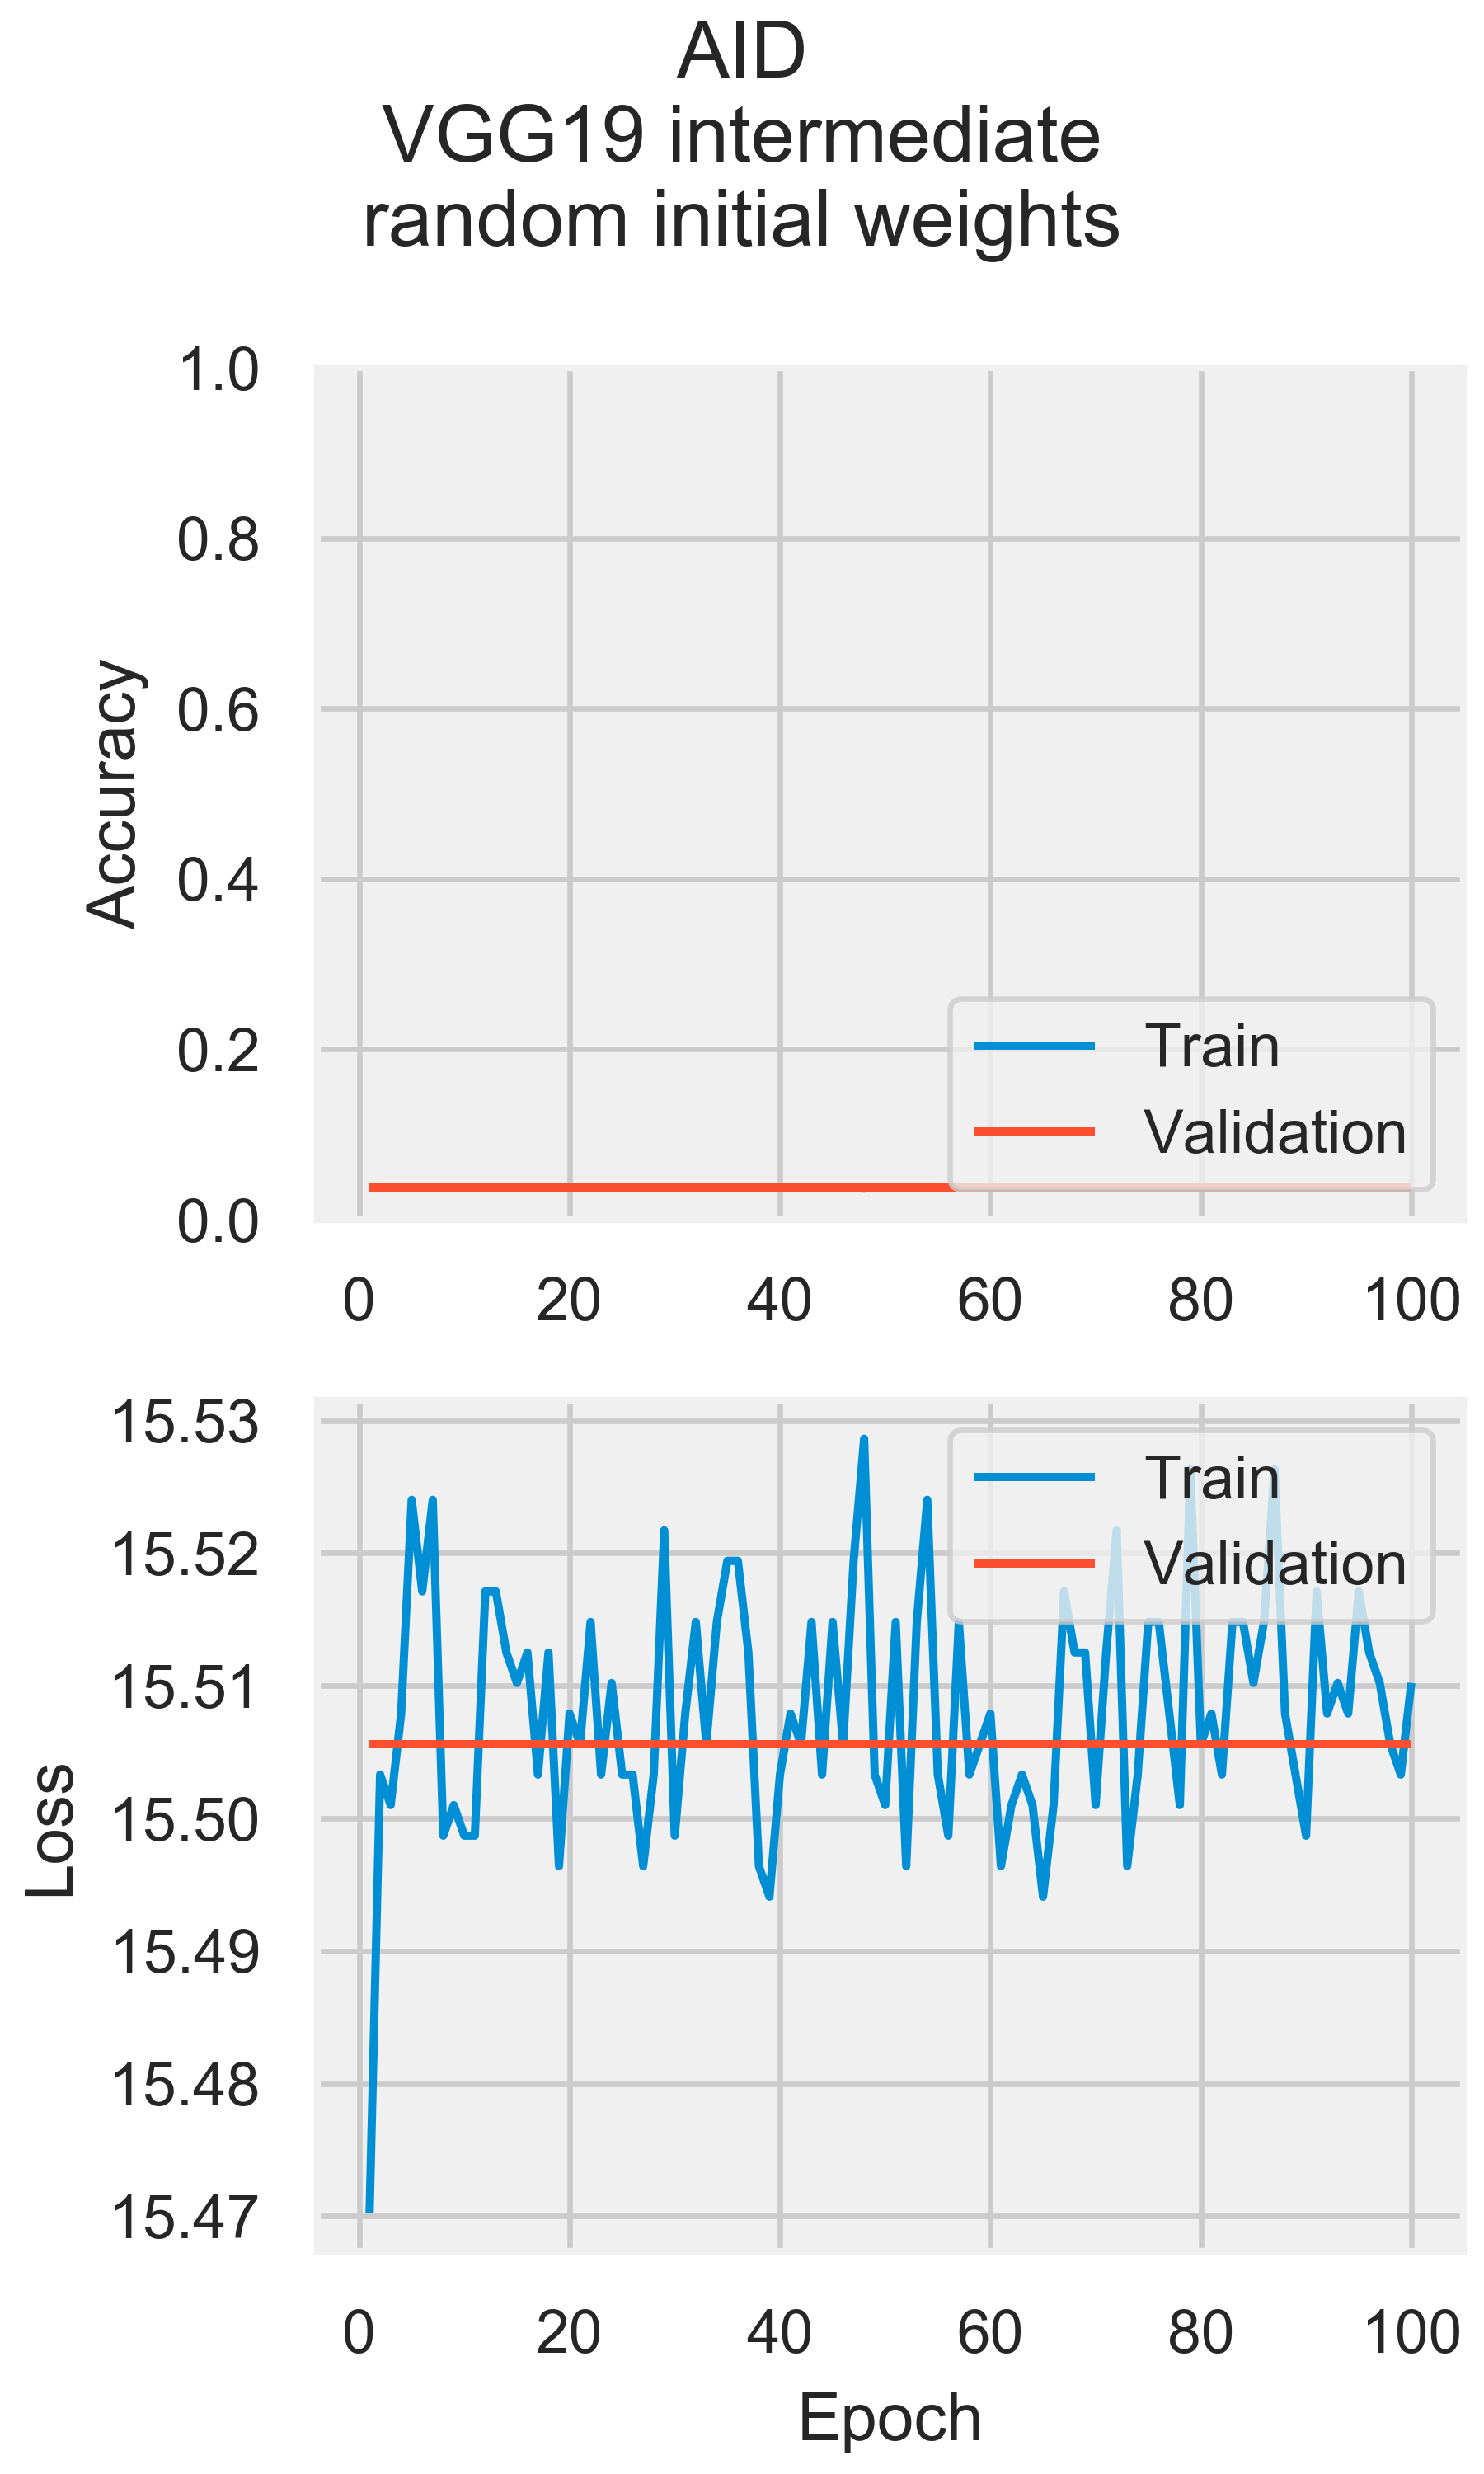 AID
VGG19 intermediate
random initial weights
1.0
0.8
0.6
0.4
0.2
0.0
Accuracy
Train
Validation
0 20 40 60 80 100
15.53
15.52
15.51
15.50
15.49
15.48
15.47
Loss
Train
Validation
0 20 40 60 80 100
Epoch